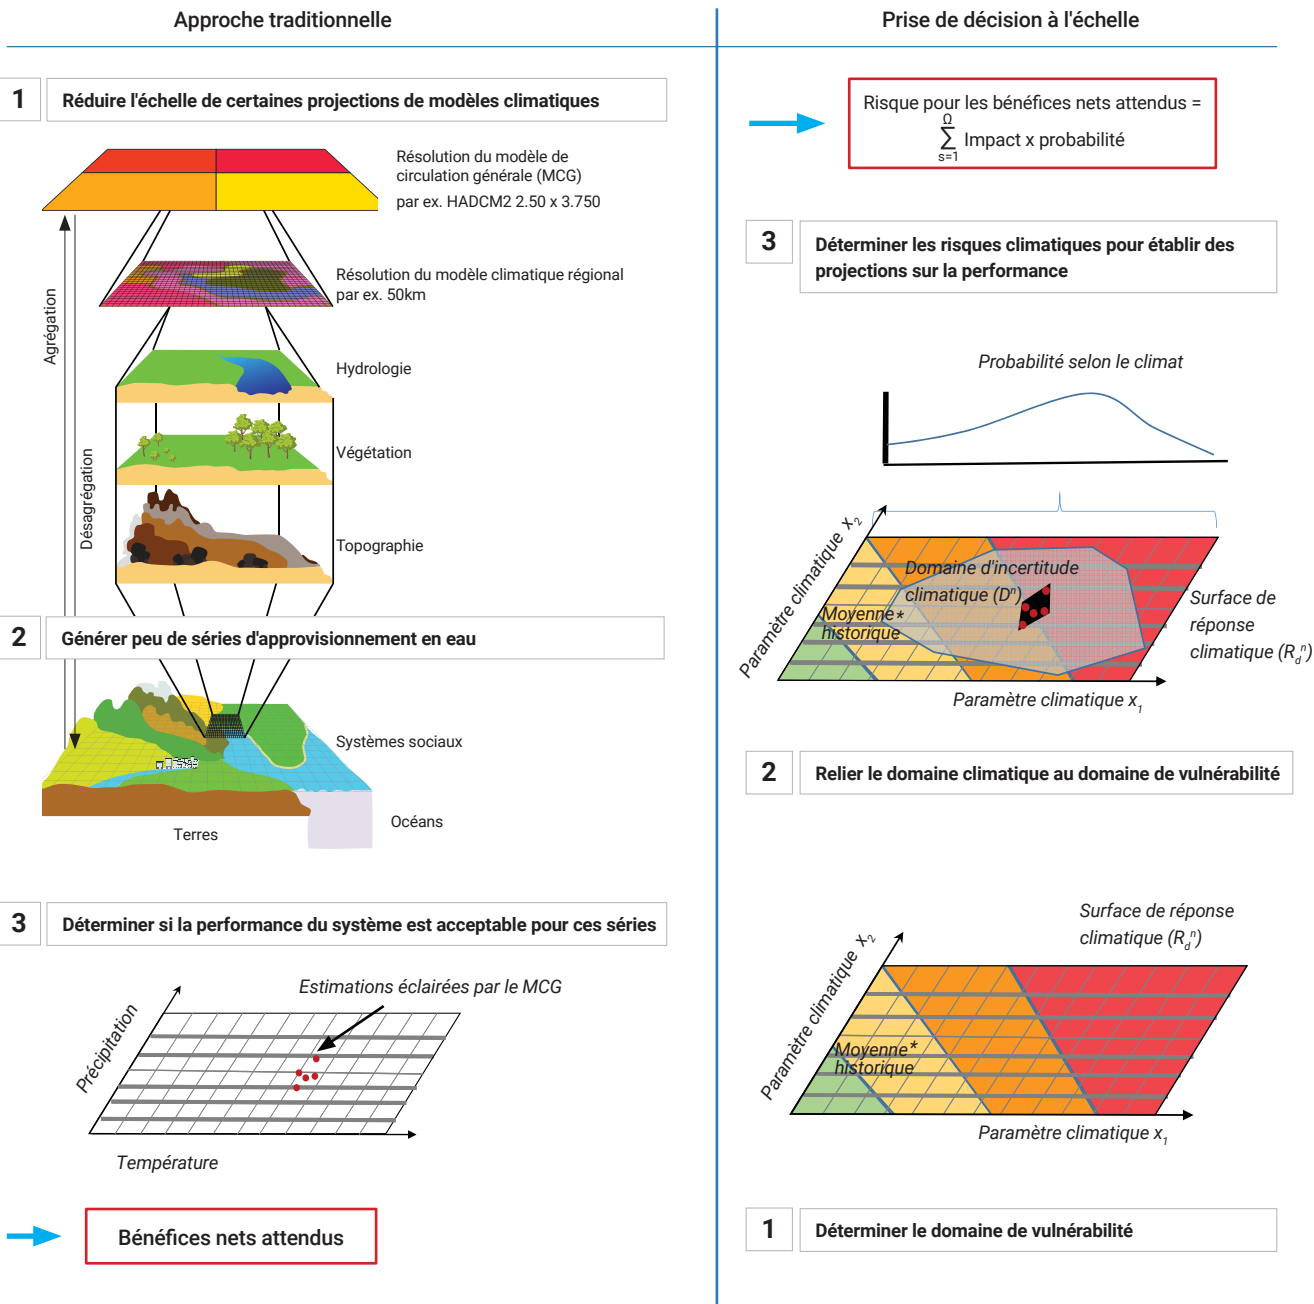 Approche traditionnelle
1
Réduire l'échelle de certaines projections de modèles climatiques
Résolution du modèle de
circulation générale (MCG)
par ex. HADCM2 2.50 x 3.750
Résolution du modèle climatique régional
par ex. 50km
Agrégation
Désagrégation
Hydrologie
Végétation
Topographie
2
Générer peu de séries d'approvisionnement en eau
Systèmes sociaux
Terres
Océans
3
Déterminer si la performance du système est acceptable pour ces séries
Estimations éclairées par le MCG
Précipitation
Température
Bénéfices nets attendus
Prise de décision à l'échelle
Risque pour les bénéfices nets attendus =
Ω
∑ Impact x probabilité
s=1
3
Déterminer les risques climatiques pour établir des
projections sur la performance
Probabilité selon le climat
Paramètre climatique x₂
Domaine d'incertitude
climatique (Dⁿ)
Moyenne*
historique
Surface de
réponse
climatique (R_dⁿ)
Paramètre climatique x₁
2
Relier le domaine climatique au domaine de vulnérabilité
Surface de réponse
climatique (R_dⁿ)
Paramètre climatique x₂
Moyenne*
historique
Paramètre climatique x₁
1
Déterminer le domaine de vulnérabilité